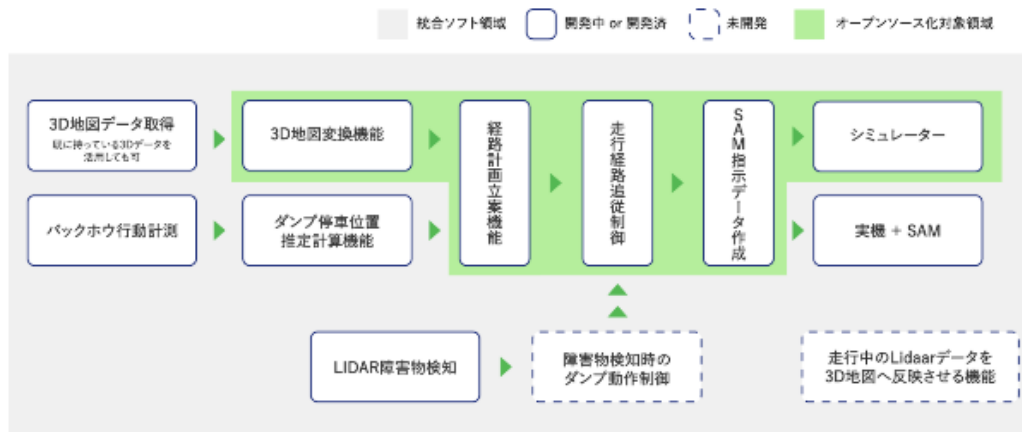 統合ソフト領域
開発中 or 開発済
未開発
オープンソース化対象領域
3D地図データ取得
既に持っている3Dデータを
活用しても可
3D地図変換機能
経路計画立案機能
走行経路追従制御
SAM指示データ作成
シミュレーター
バックホウ行動計測
ダンプ停車位置
推定計算機能
実機 + SAM
LIDAR障害物検知
障害物検知時の
ダンプ動作制御
走行中のLidaarデータを
3D地図へ反映させる機能